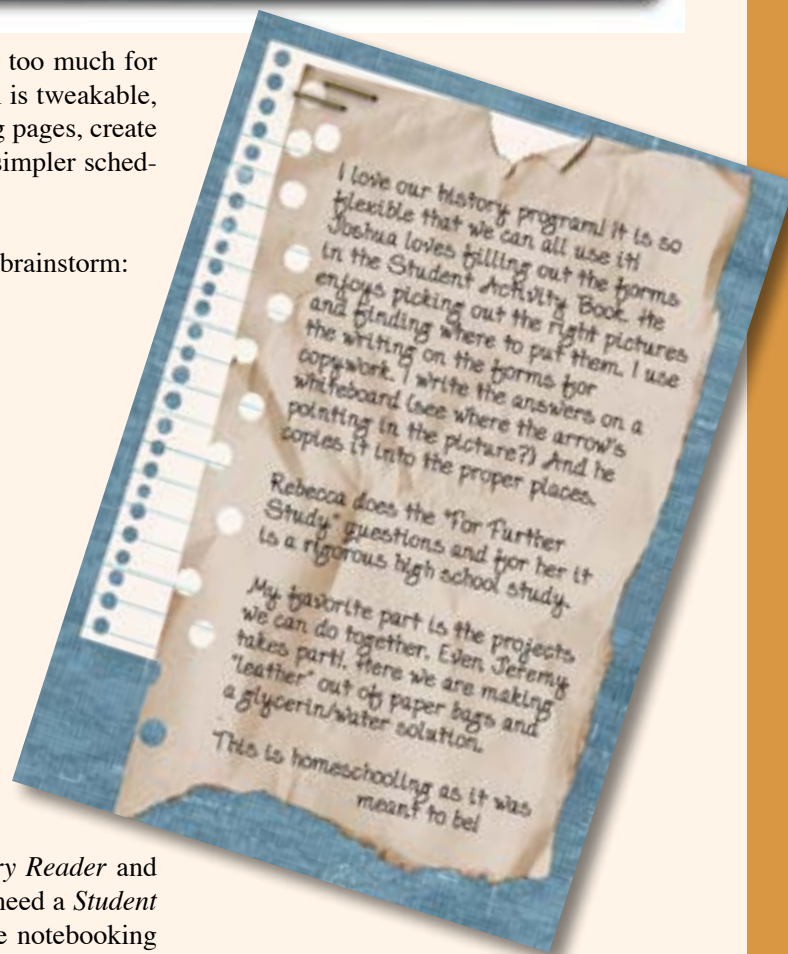 too much for
is tweakable,
pages, create
simpler sched-
brainstorm:
I love our history program! It is so
flexible that we can all use it!
Joshua loves filling out the forms
in the Student Activity Book. He
enjoys picking out the right pictures
and finding where to put them. I use
the writing on the forms for
copywork. I write the answers on a
whiteboard (see where the arrow's
pointing in the picture?) And he
copies it into the proper places.
Rebecca does the "For Further
Study" questions and for her it
is a rigorous high school study.
My favorite part is the projects
we can do together. Even Jeremy
takes part!. Here we are making
"leather" out of paper bags and
a glycerin/water solution.
This is homeschooling as it was
meant to be!
ry Reader and
need a Student
e notebooking